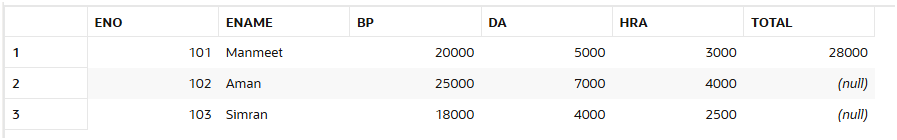 ENO ENAME BP DA HRA TOTAL
1 101 Manmeet 20000 5000 3000 28000
2 102 Aman 25000 7000 4000 (null)
3 103 Simran 18000 4000 2500 (null)